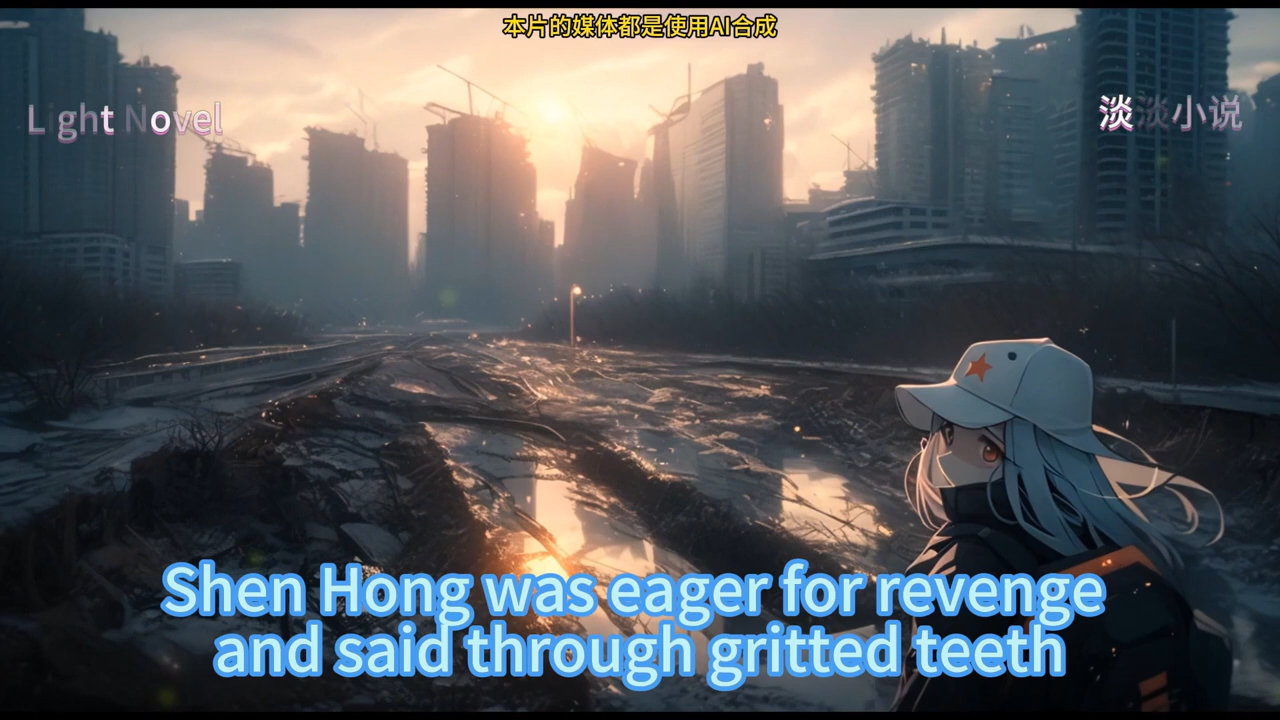 本片的媒体都是使用AI合成
Light Novel
淡淡小说
Shen Hong was eager for revenge
and said through gritted teeth